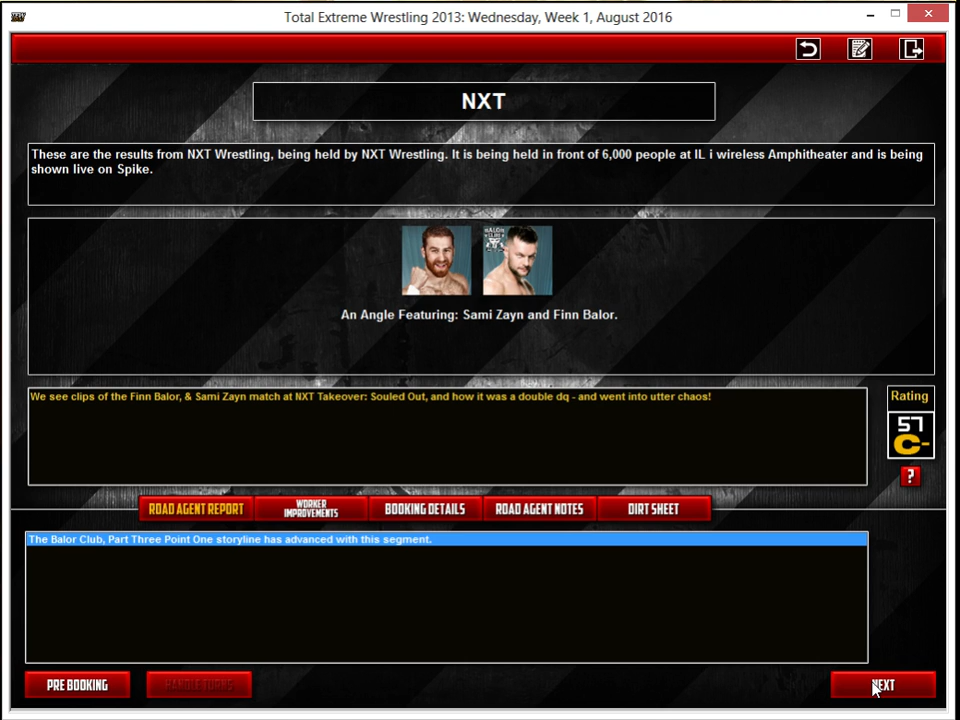 Total Extreme Wrestling 2013: Wednesday, Week 1, August 2016
NXT
These are the results from NXT Wrestling, being held by NXT Wrestling. It is being held in front of 6,000 people at IL i wireless Amphitheater and is being
shown live on Spike.
An Angle Featuring: Sami Zayn and Finn Balor.
We see clips of the Finn Balor, & Sami Zayn match at NXT Takeover: Souled Out, and how it was a double dq - and went into utter chaos!
Rating
57
C-
?
ROAD AGENT REPORT
WORKER
IMPROVEMENTS
BOOKING DETAILS
ROAD AGENT NOTES
DIRT SHEET
The Balor Club, Part Three Point One storyline has advanced with this segment.
PRE BOOKING
HANDLE TURNS
NEXT